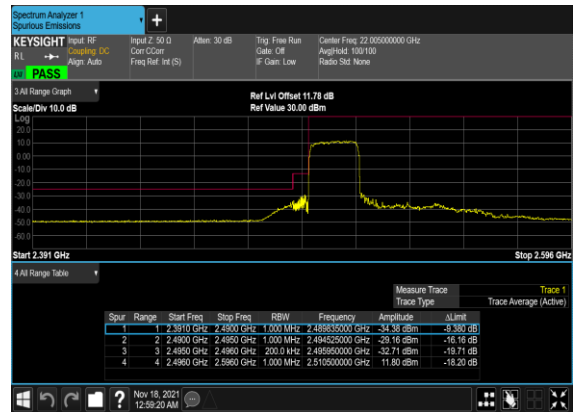 Spectrum Analyzer 1
Spurious Emissions
+
KEYSIGHT Input: RF Input Z: 50 Ω Atten: 30 dB Trig: Free Run Center Freq: 22.005000000 GHz
RL Coupling: DC Corr CCorr Gate: Off Avg|Hold: 100/100
Align: Auto Freq Ref: Int (S) IF Gain: Low Radio Std: None
PASS
3 All Range Graph
Ref Lvl Offset 11.78 dB
Scale/Div 10.0 dB Ref Value 30.00 dBm
Log
20.0
10.0
0.00
-10.0
-20.0
-30.0
-40.0
-50.0
-60.0
Start 2.391 GHz Stop 2.596 GHz
4 All Range Table
Measure Trace Trace 1
Trace Type Trace Average (Active)
Spur Range Start Freq Stop Freq RBW Frequency Amplitude ΔLimit
1 1 2.3910 GHz 2.4900 GHz 1.000 MHz 2.489835000 GHz -34.38 dBm -9.380 dB
2 2 2.4900 GHz 2.4950 GHz 1.000 MHz 2.494525000 GHz -29.16 dBm -16.16 dB
3 3 2.4950 GHz 2.4960 GHz 200.0 kHz 2.495950000 GHz -32.71 dBm -19.71 dB
4 4 2.4960 GHz 2.5960 GHz 1.000 MHz 2.510500000 GHz 11.80 dBm -18.20 dB
? Nov 18, 2021
12:59:20 AM